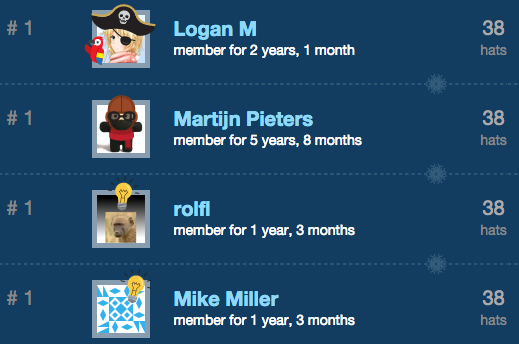 # 1
Logan M
38
member for 2 years, 1 month
hats
# 1
Martijn Pieters
38
member for 5 years, 8 months
hats
# 1
rolfl
38
member for 1 year, 3 months
hats
# 1
Mike Miller
38
member for 1 year, 3 months
hats